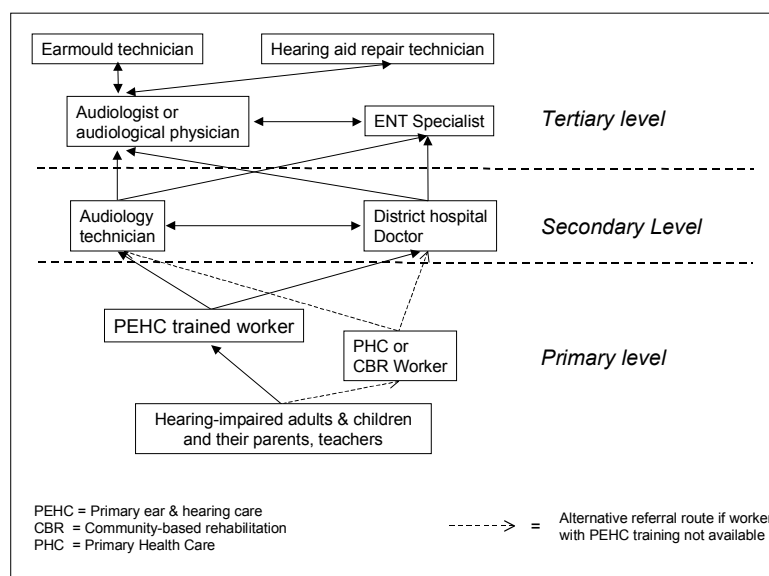 Earmould technician
Hearing aid repair technician
Audiologist or
audiological physician
ENT Specialist
Tertiary level
Audiology
technician
District hospital
Doctor
Secondary Level
PEHC trained worker
PHC or
CBR Worker
Primary level
Hearing-impaired adults & children
and their parents, teachers
PEHC = Primary ear & hearing care
CBR = Community-based rehabilitation
PHC = Primary Health Care
= Alternative referral route if worker
with PEHC training not available